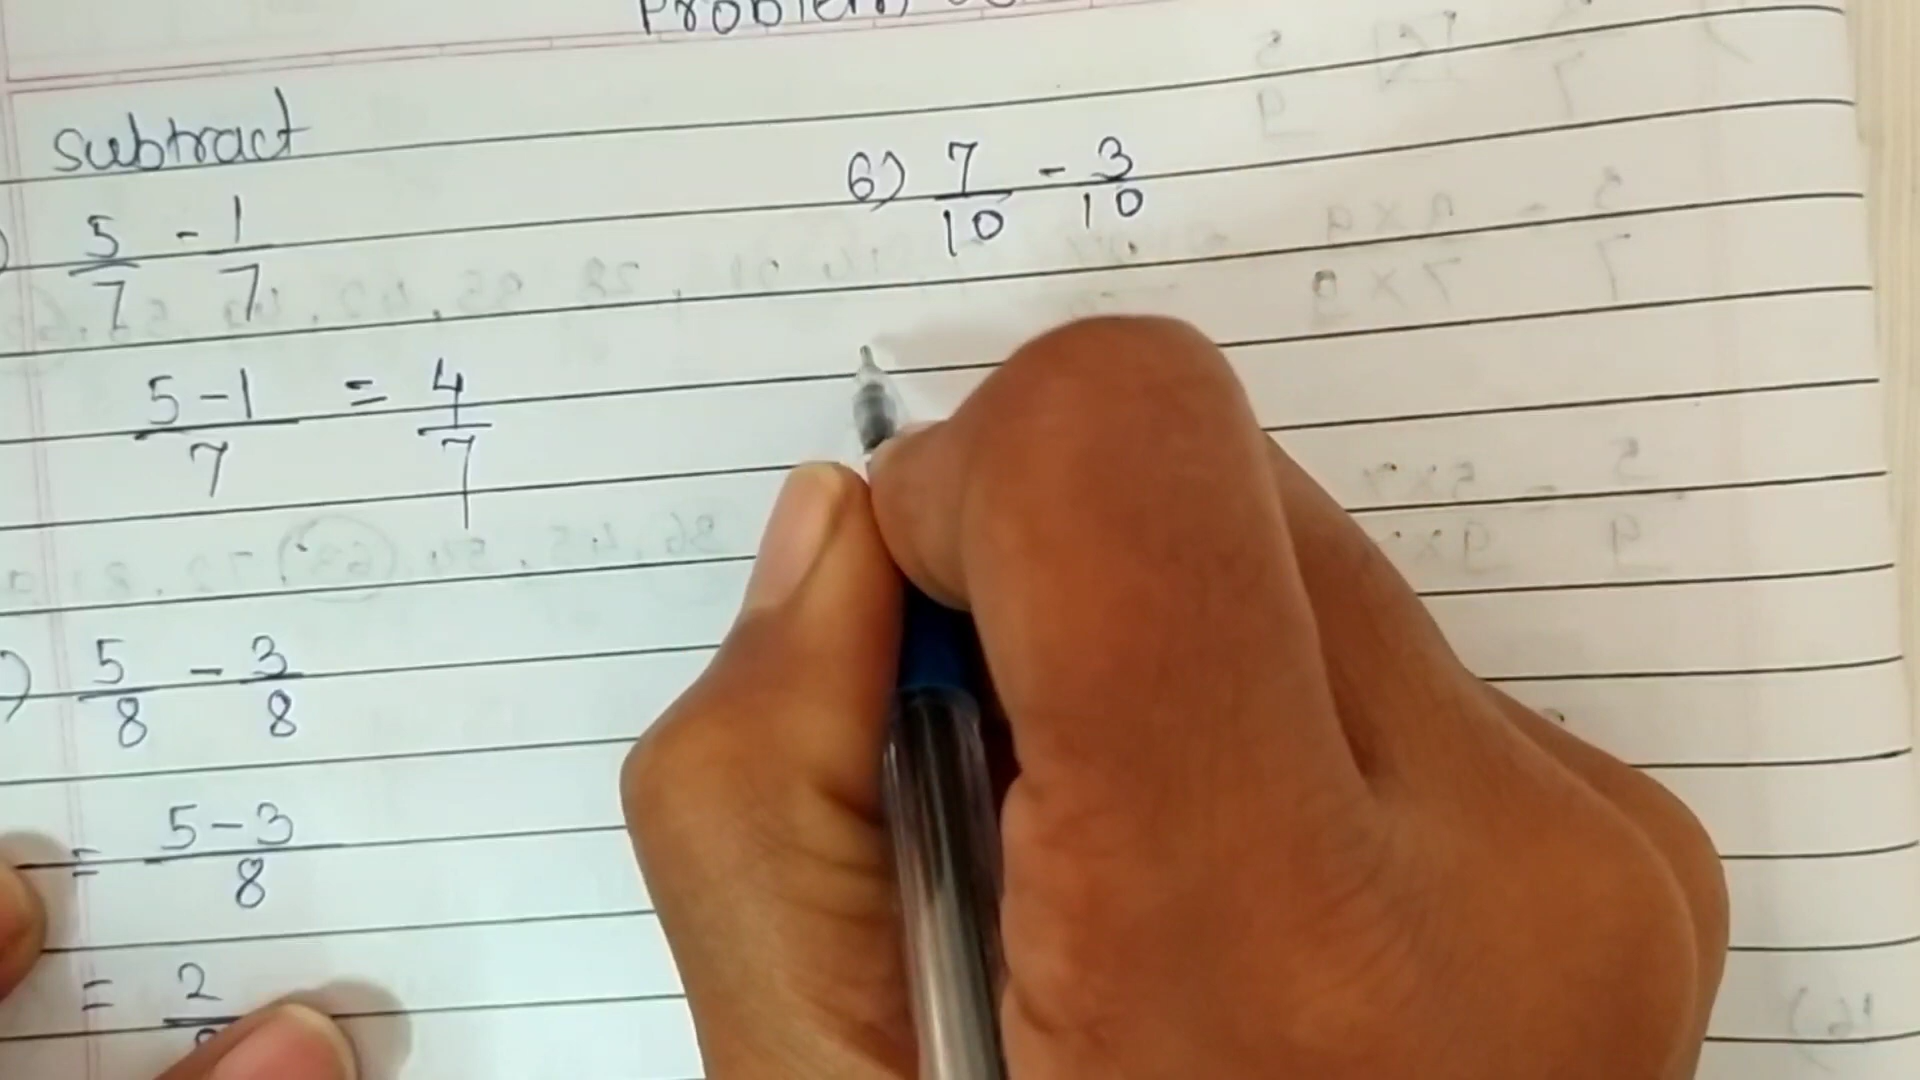 Problem
subtract
5/7 - 1/7
5-1/7 = 4/7
5/8 - 3/8
= 5-3/8
= 2/
6) 7/10 - 3/10